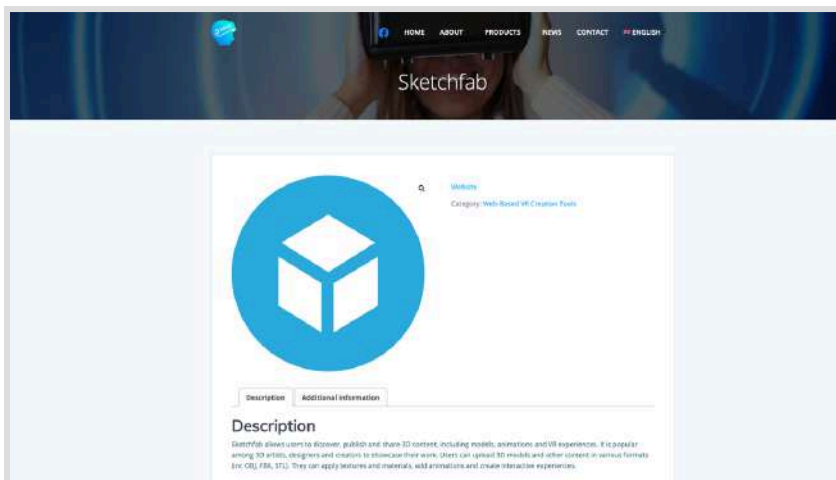 HOME ABOUT PRODUCTS NEWS CONTACT ENGLISH
Sketchfab
Website
Category: Web-Based VR Creation Tools
Description Additional information
Description
Sketchfab allows users to discover, publish and share 3D content, including models, animations and VR experiences. It is popular
among 3D artists, designers and creators to showcase their work. Users can upload 3D models and other content in various formats
(inc OBJ, FBX, STL). They can apply textures and materials, add animations and create interactive experiences.